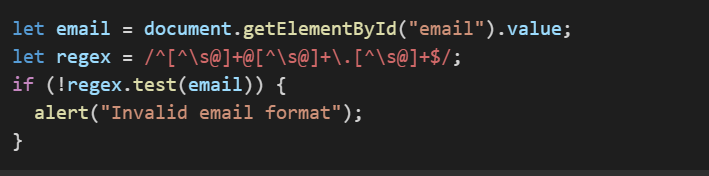 let email = document.getElementById("email").value;
let regex = /^[^\s@]+@[^\s@]+\.[^\s@]+$/;
if (!regex.test(email)) {
  alert("Invalid email format");
}